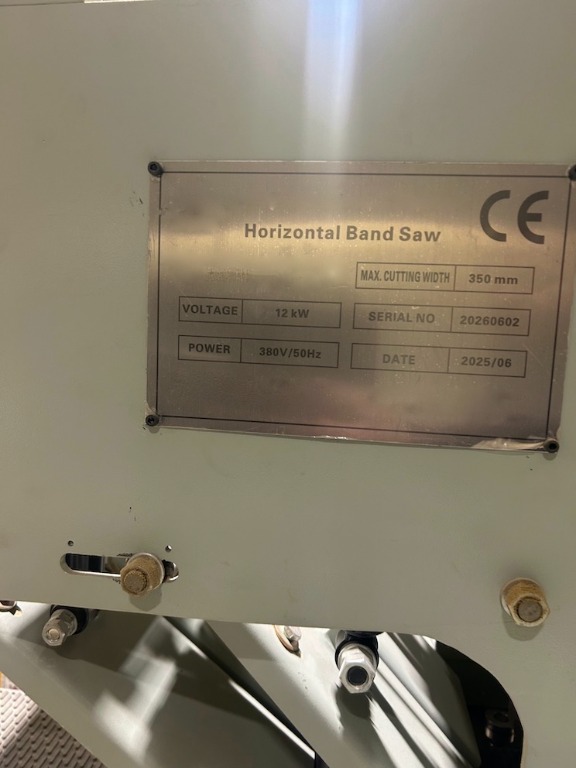 CE
Horizontal Band Saw
MAX. CUTTING WIDTH 350 mm
VOLTAGE 12 kW
SERIAL NO 20260602
POWER 380V/50Hz
DATE 2025/06